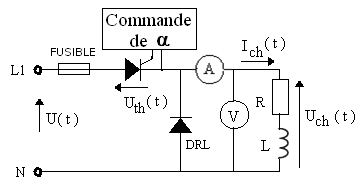 Commande
de α
FUSIBLE
L1
A
Ich(t)
Uth(t)
R
U(t)
V
Uch(t)
DRL
L
N